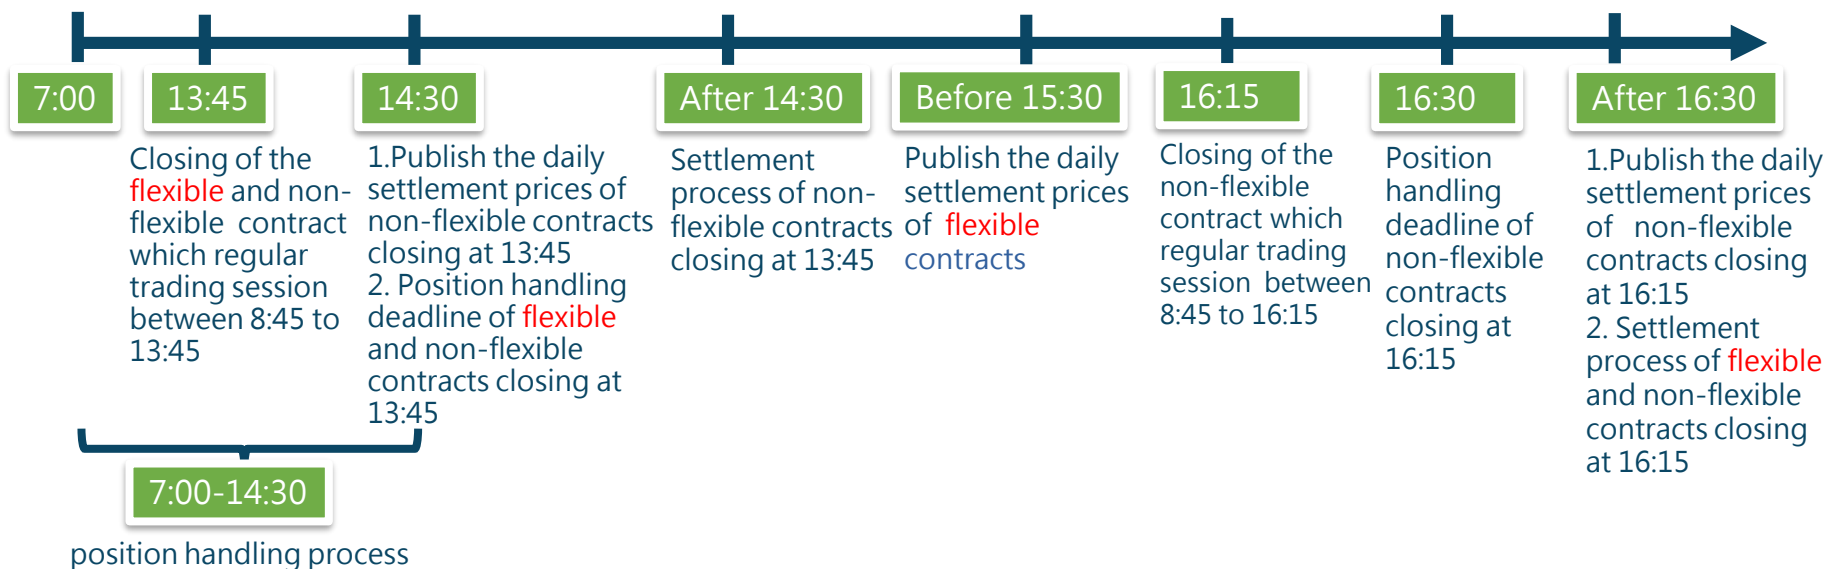 7:00
13:45
Closing of the
flexible and non-
flexible contract
which regular
trading session
between 8:45 to
13:45
14:30
1.Publish the daily
settlement prices of
non-flexible contracts
closing at 13:45
2. Position handling
deadline of flexible
and non-flexible
contracts closing at
13:45
After 14:30
Settlement
process of non-
flexible contracts
closing at 13:45
Before 15:30
Publish the daily
settlement prices
of flexible
contracts
16:15
Closing of the
non-flexible
contract which
regular trading
session between
8:45 to 16:15
16:30
Position
handling
deadline of
non-flexible
contracts
closing at
16:15
After 16:30
1.Publish the daily
settlement prices
of non-flexible
contracts closing
at 16:15
2. Settlement
process of flexible
and non-flexible
contracts closing
at 16:15
7:00-14:30
position handling process